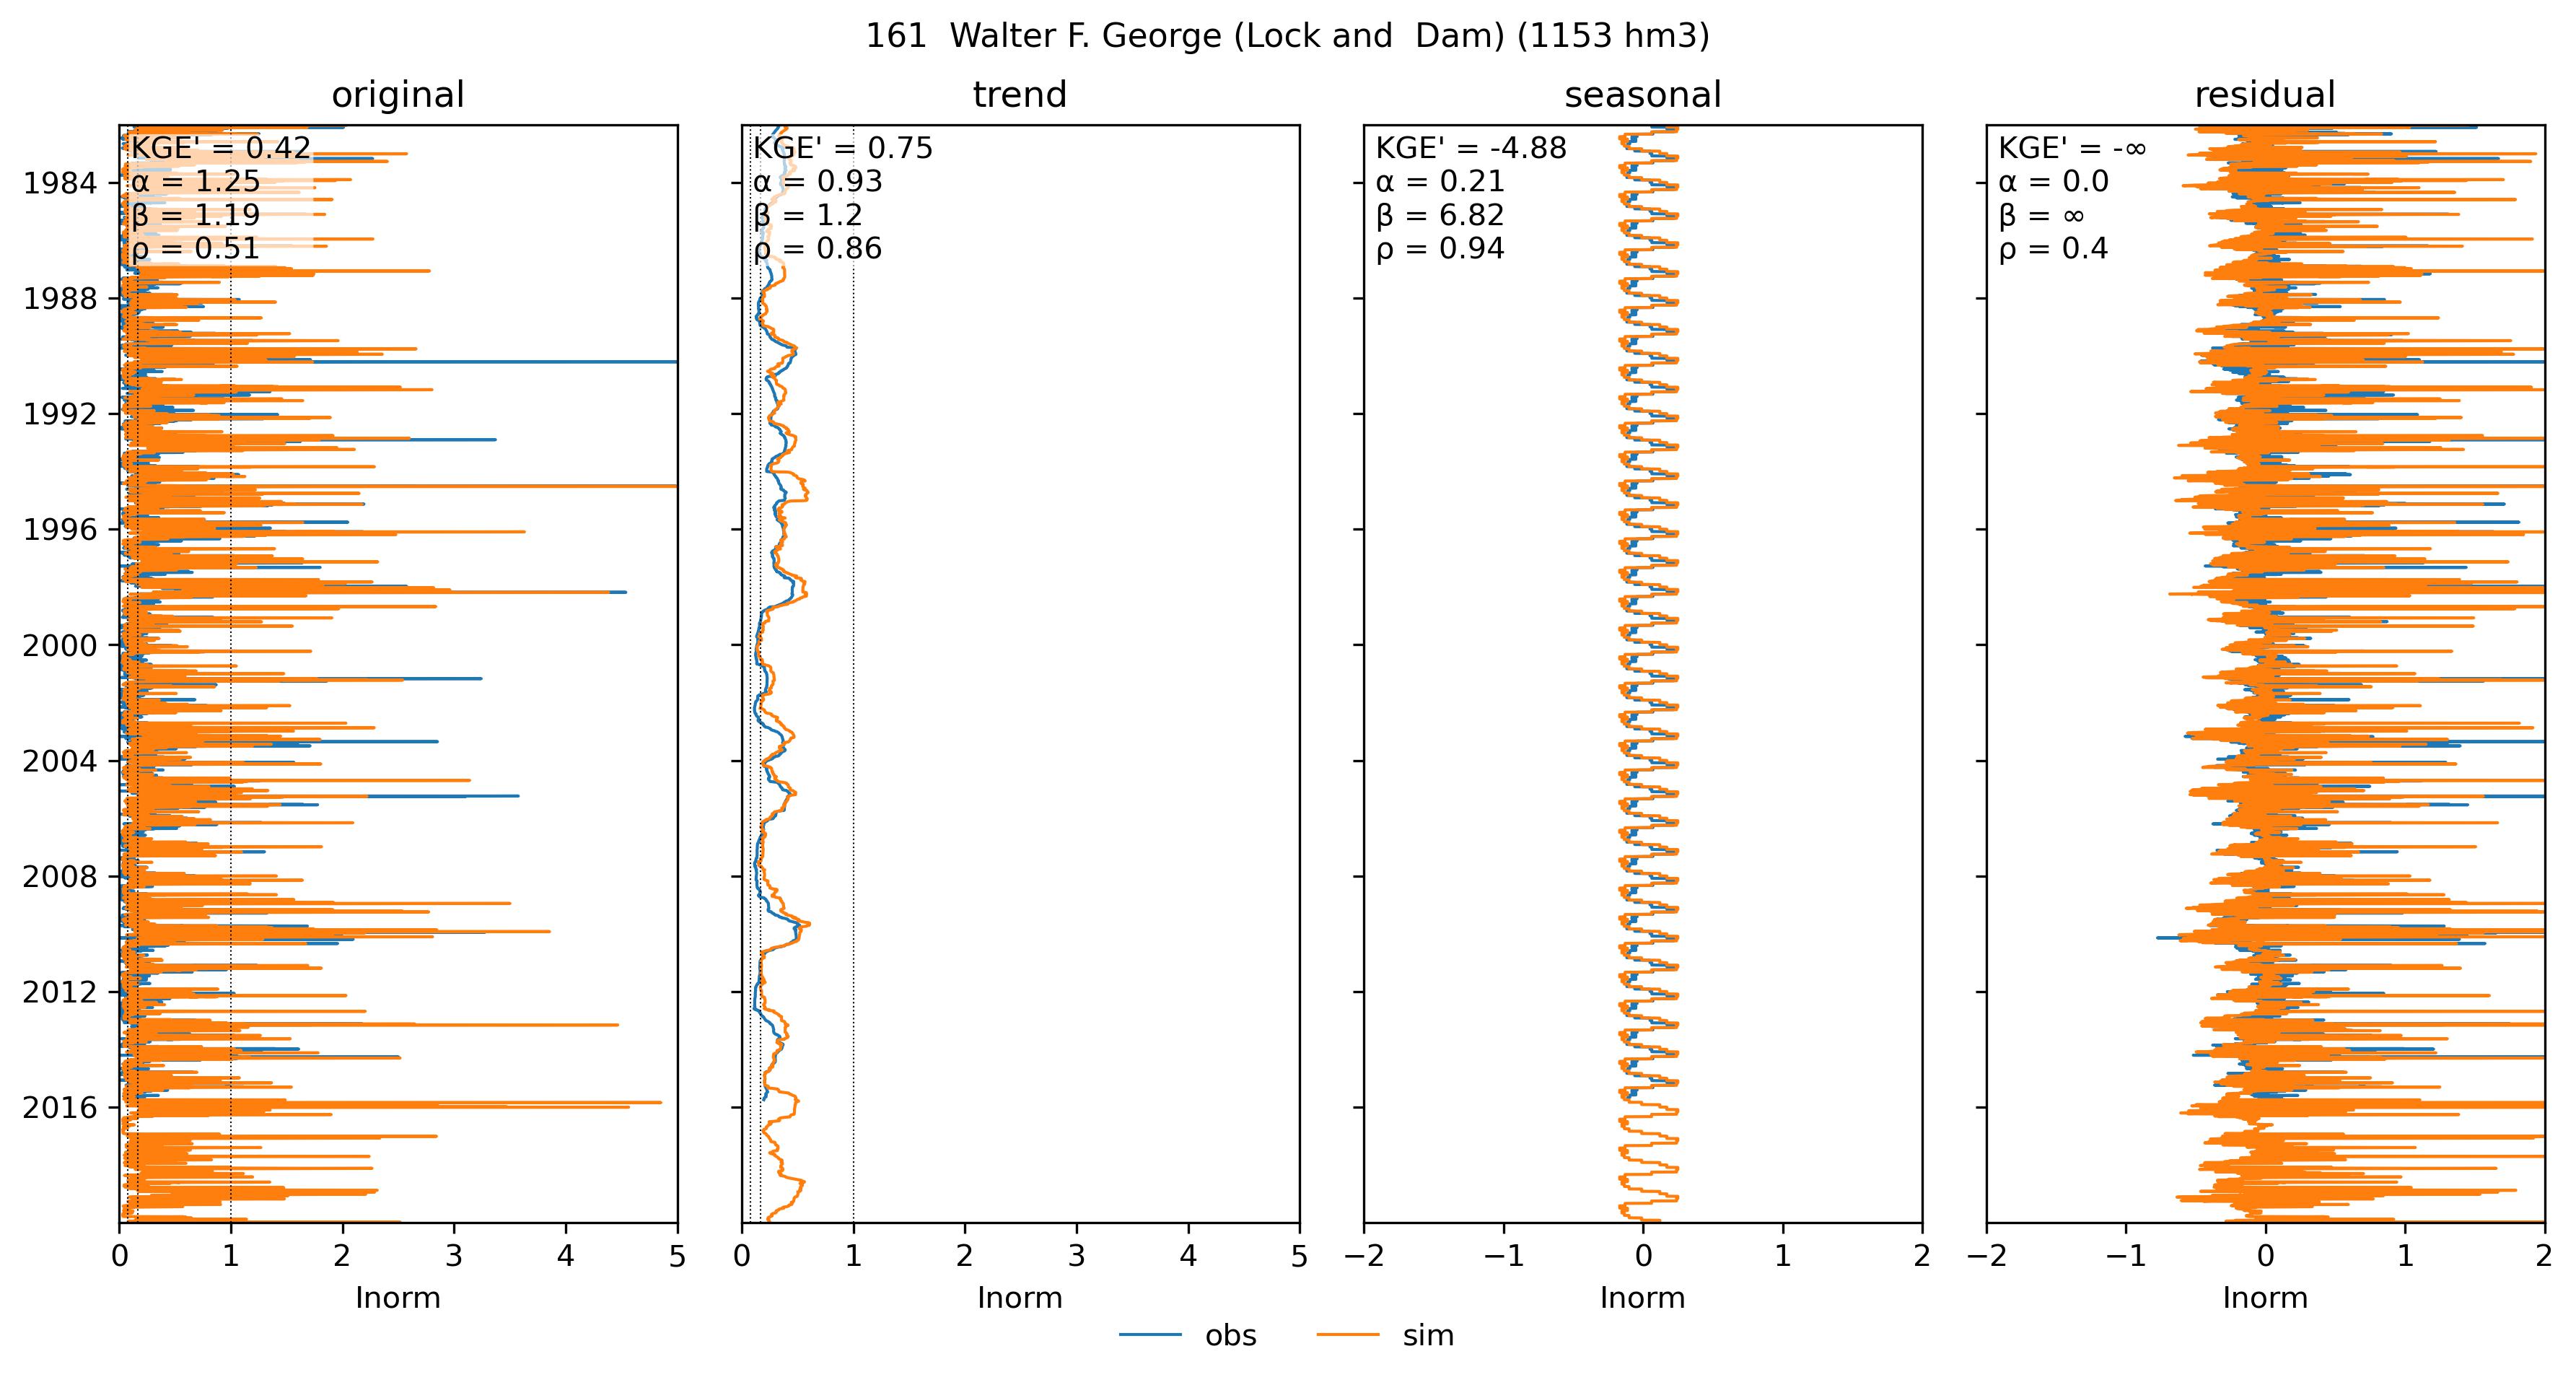 161  Walter F. George (Lock and  Dam) (1153 hm3)
original
trend
seasonal
residual
KGE' = 0.42
α = 1.25
β = 1.19
ρ = 0.51
KGE' = 0.75
α = 0.93
β = 1.2
ρ = 0.86
KGE' = -4.88
α = 0.21
β = 6.82
ρ = 0.94
KGE' = -∞
α = 0.0
β = ∞
ρ = 0.4
1984
1988
1992
1996
2000
2004
2008
2012
2016
0 1 2 3 4 5
0 1 2 3 4 5
−2 −1 0 1 2
−2 −1 0 1 2
Inorm
Inorm
Inorm
Inorm
obs
sim